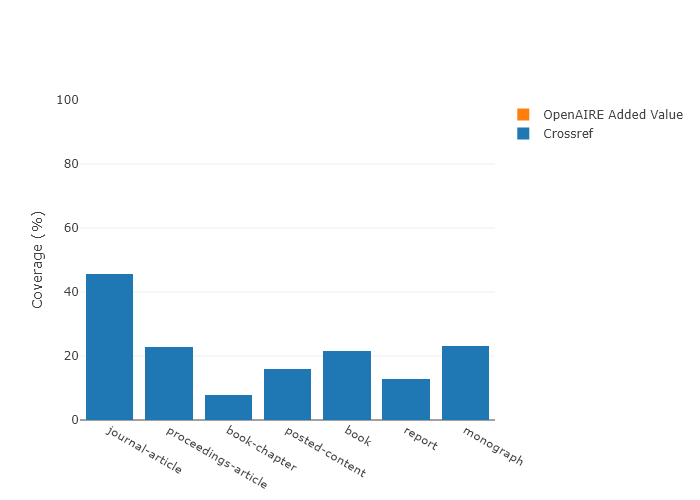 100
80
60
40
20
0
Coverage (%)
journal-article
proceedings-article
book-chapter
posted-content
book
report
monograph
OpenAIRE Added Value
Crossref